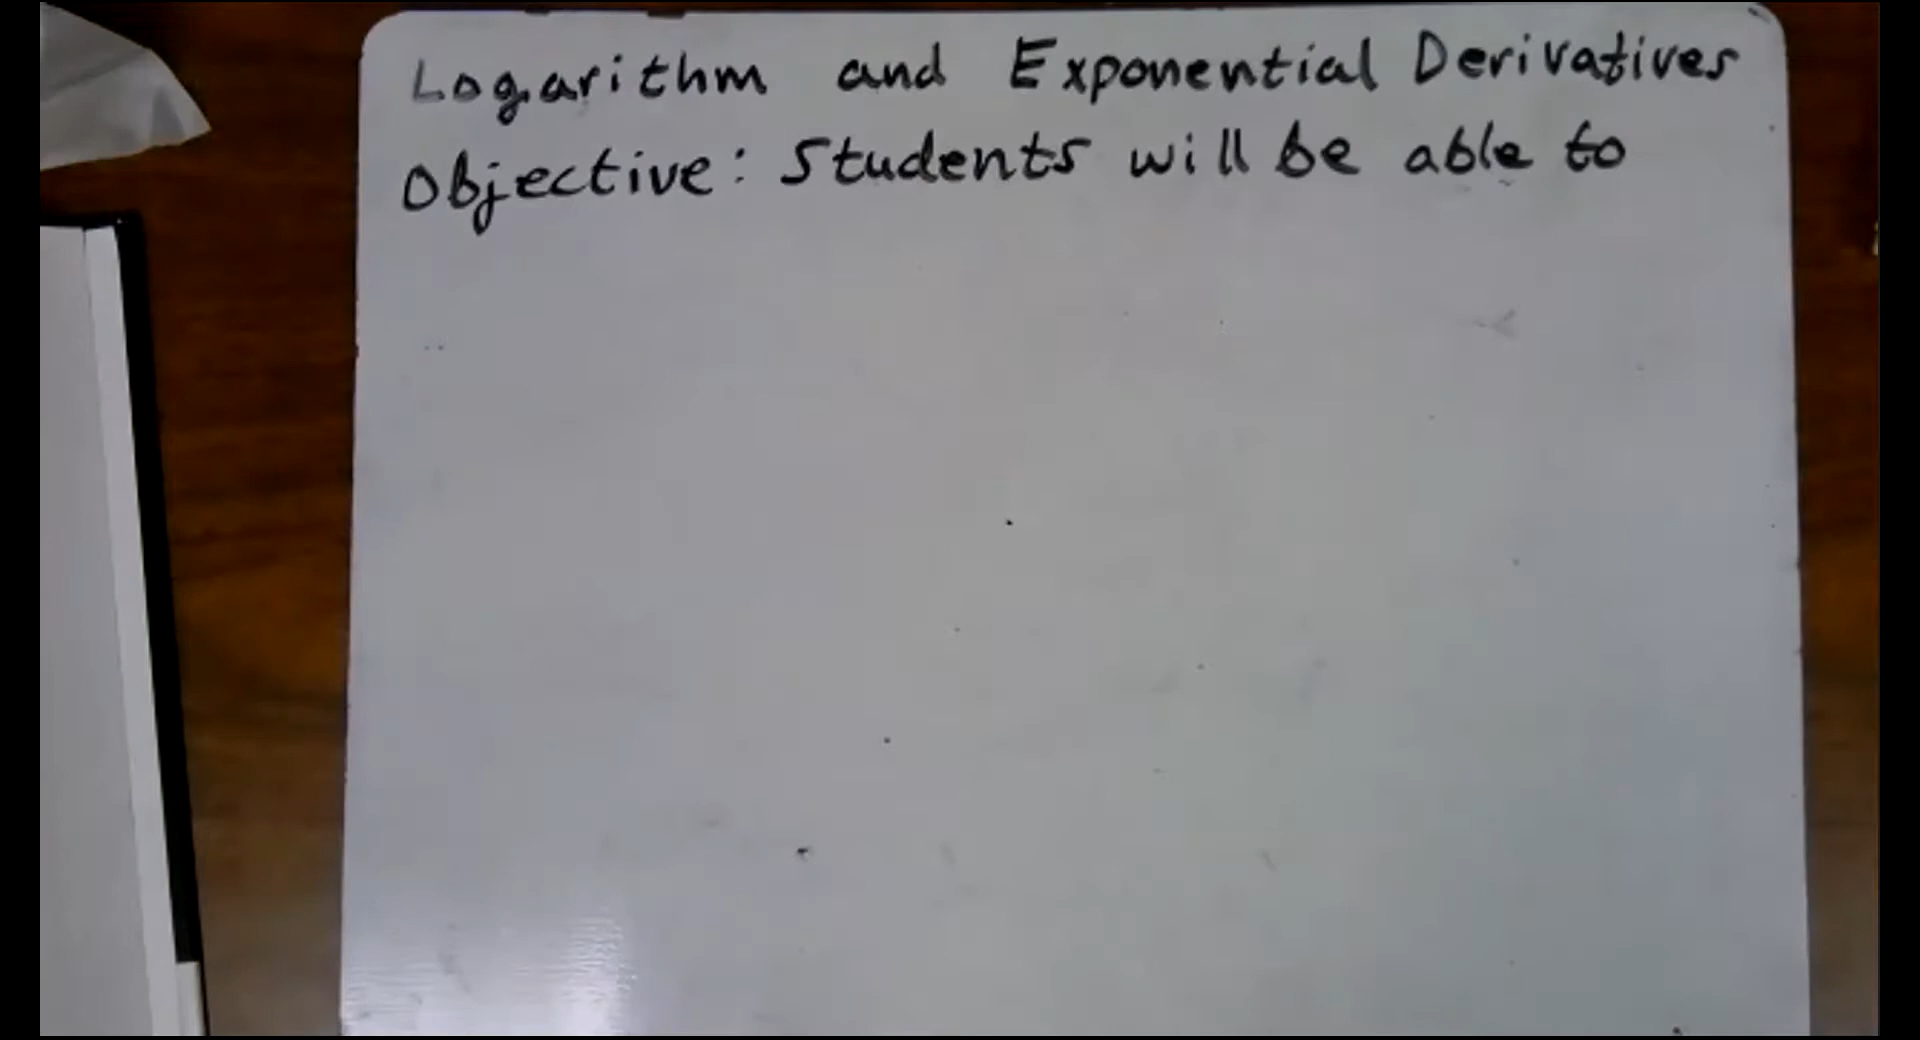 Logarithm and Exponential Derivatives
Objective: Students will be able to